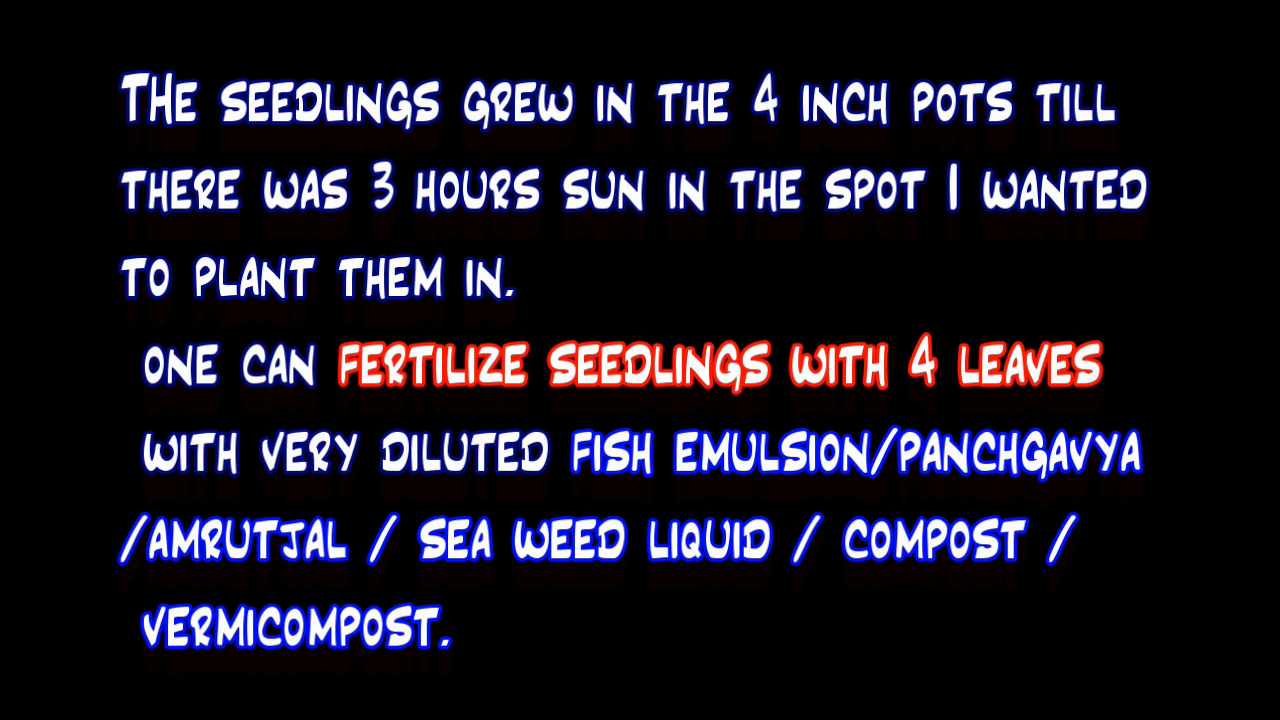 THE SEEDLINGS GREW IN THE 4 INCH POTS TILL
THERE WAS 3 HOURS SUN IN THE SPOT I WANTED
TO PLANT THEM IN.
ONE CAN FERTILIZE SEEDLINGS WITH 4 LEAVES
WITH VERY DILUTED FISH EMULSION/PANCHGAVYA
/AMRUTJAL / SEA WEED LIQUID / COMPOST /
VERMICOMPOST.